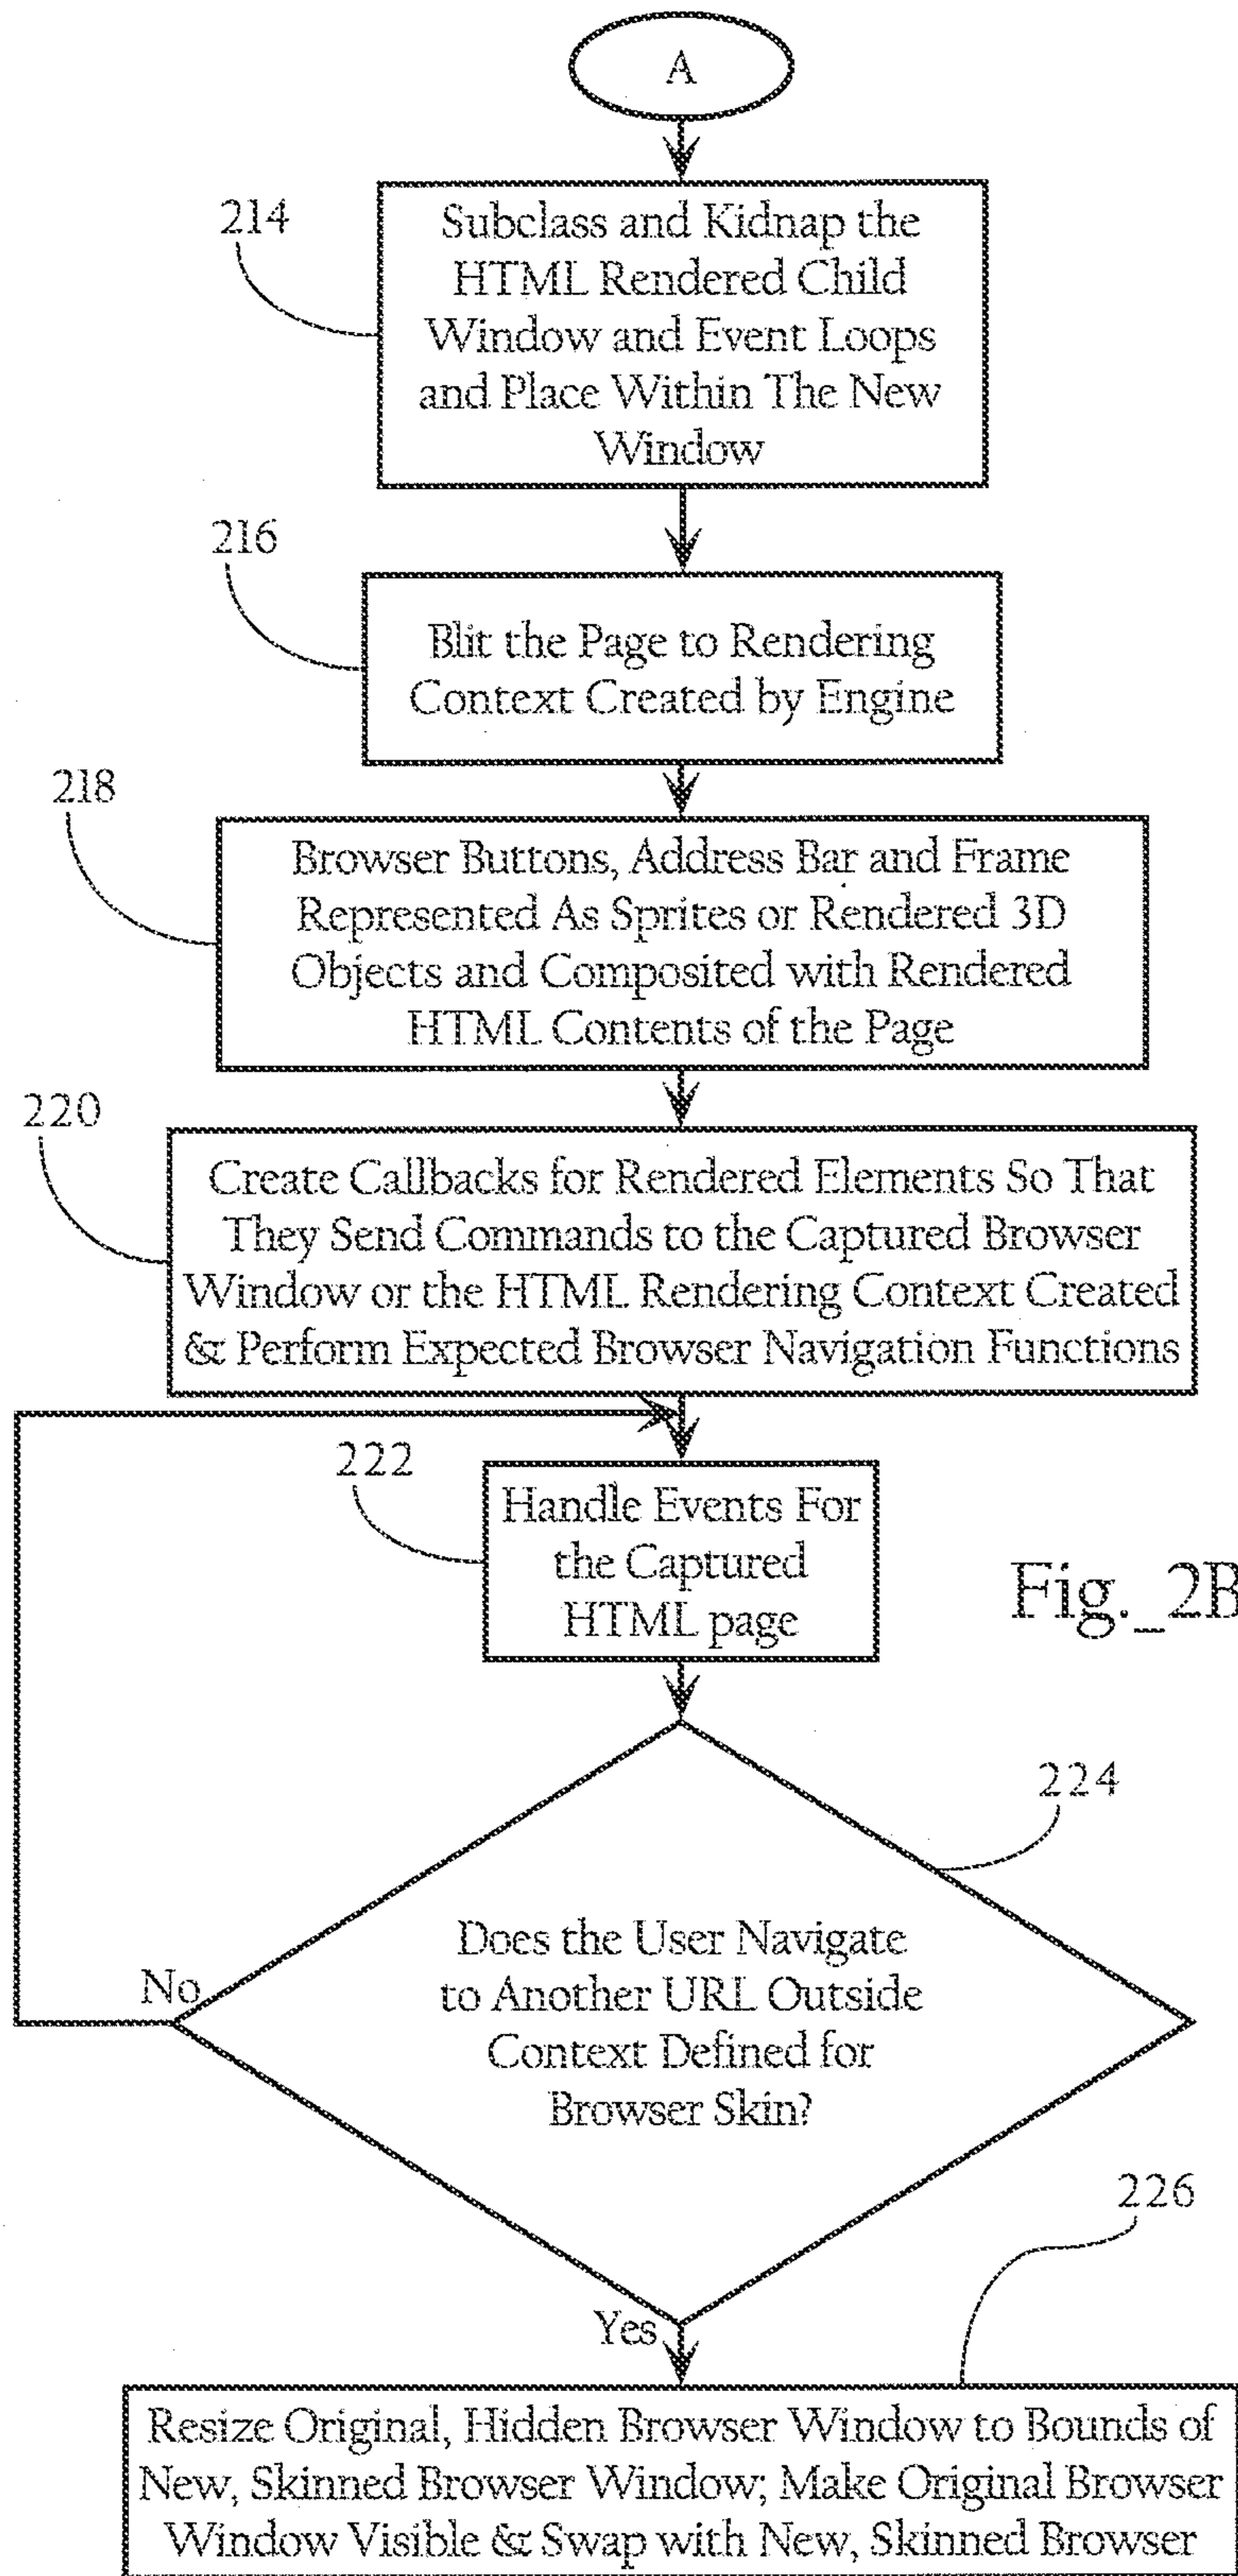 A
214
Subclass and Kidnap the
HTML Rendered Child
Window and Event Loops
and Place Within The New
Window
216
Blit the Page to Rendering
Context Created by Engine
218
Browser Buttons, Address Bar and Frame
Represented As Sprites or Rendered 3D
Objects and Composited with Rendered
HTML Contents of the Page
220
Create Callbacks for Rendered Elements So That
They Send Commands to the Captured Browser
Window or the HTML Rendering Context Created
& Perform Expected Browser Navigation Functions
222
Handle Events For
the Captured
HTML page
Fig._2B
224
Does the User Navigate
to Another URL Outside
Context Defined for
Browser Skin?
No
Yes
226
Resize Original, Hidden Browser Window to Bounds of
New, Skinned Browser Window; Make Original Browser
Window Visible & Swap with New, Skinned Browser